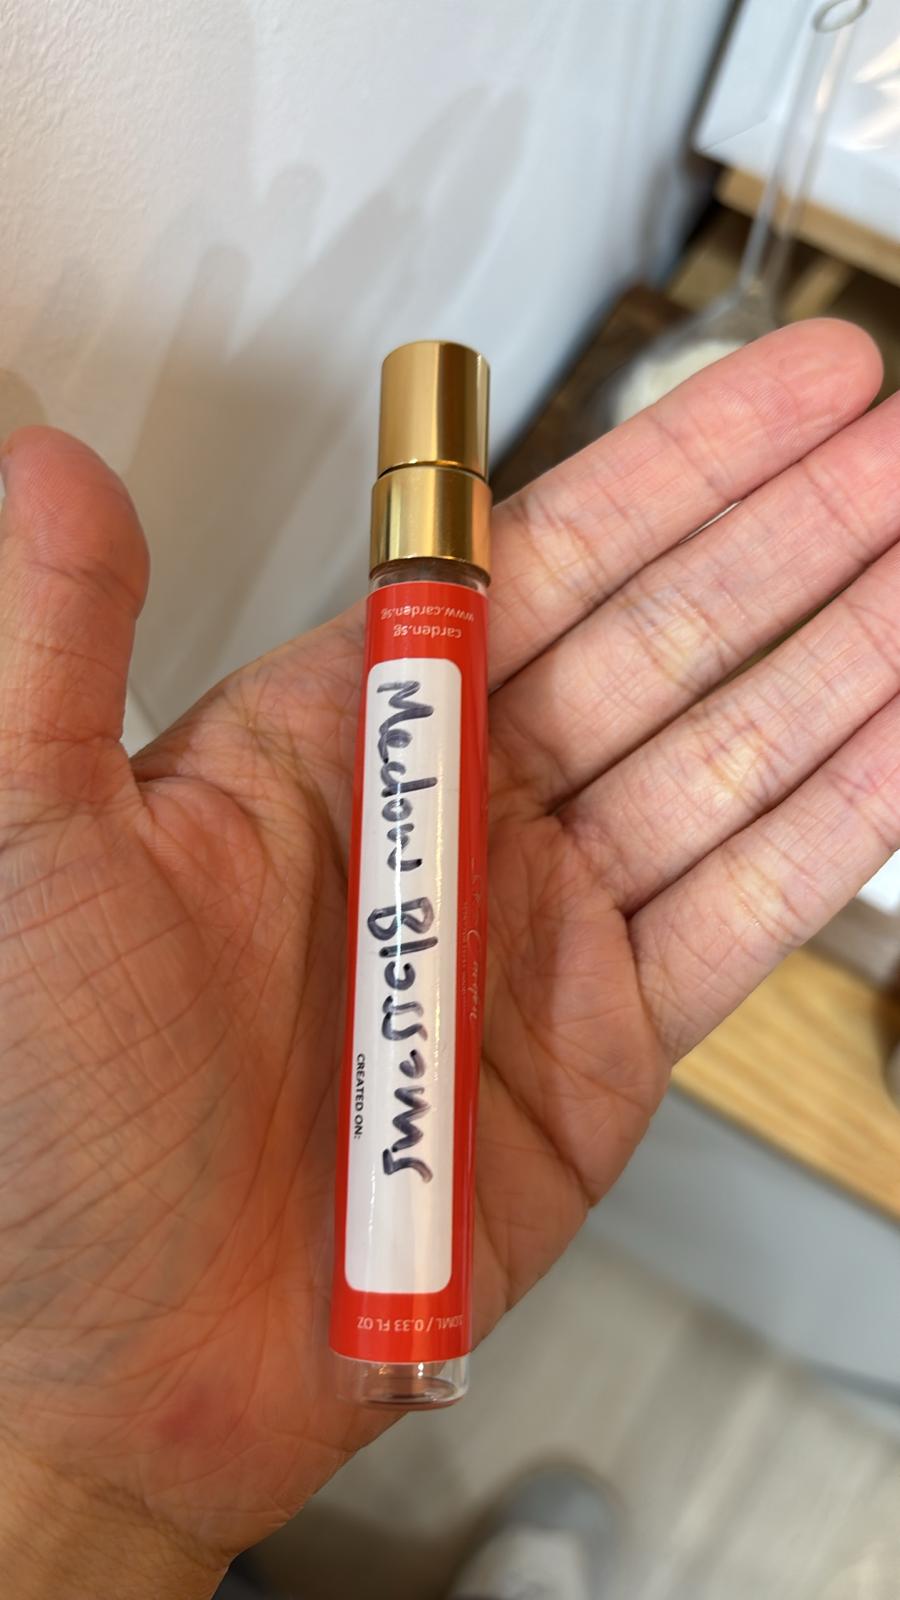 www.carden.sg
carden.sg
Medow Blossoms
CREATED ON:
10ML / 0.33 FL OZ